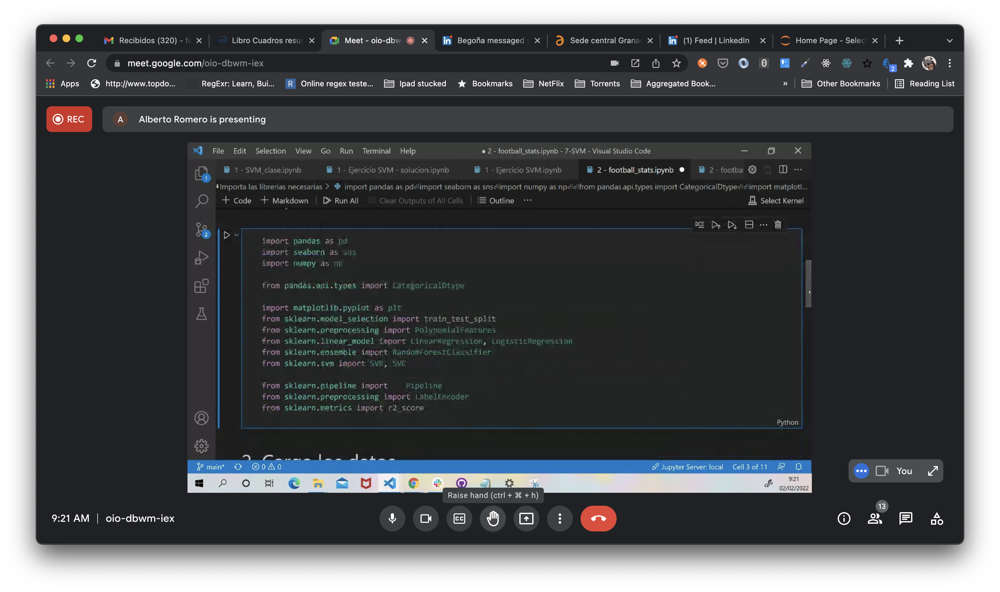 Recibidos (320) - fe
Libro Cuadros resur
Meet - oio-dbw
Begoña messaged y
Sede central Grana
(1) Feed | LinkedIn
Home Page - Selec
meet.google.com/oio-dbwm-iex
2
Apps
http://www.topdo...
RegExr: Learn, Bui...
R
Online regex teste...
Ipad stucked
Bookmarks
NetFlix
Torrents
Aggregated Book...
»
Other Bookmarks
Reading List
REC
A
Alberto Romero is presenting
File Edit Selection View Go Run Terminal Help
● 2 - football_stats.ipynb - 7-SVM - Visual Studio Code
1 - SVM_clase.ipynb
1 - Ejercicio SVM - solucion.ipynb
1 - Ejercicio SVM.ipynb
2 - football_stats.ipynb ●
2 - footba
Importa las librerias necesarias > import pandas as pd⏎import seaborn as sns⏎import numpy as np⏎⏎from pandas.api.types import CategoricalDtype⏎⏎import matplotl...
+ Code + Markdown Run All Clear Outputs of All Cells Outline ...
Select Kernel
1
2
import pandas as pd
import seaborn as sns
import numpy as np
from pandas.api.types import CategoricalDtype
import matplotlib.pyplot as plt
from sklearn.model_selection import train_test_split
from sklearn.preprocessing import PolynomialFeatures
from sklearn.linear_model import LinearRegression, LogisticRegression
from sklearn.ensemble import RandomForestClassifier
from sklearn.svm import SVR, SVC
from sklearn.pipeline import    Pipeline
from sklearn.preprocessing import LabelEncoder
from sklearn.metrics import r2_score
Python
main* 0 0
Jupyter Server: local Cell 3 of 11
9:21
02/02/2022
You
Raise hand (ctrl + ⌘ + h)
9:21 AM | oio-dbwm-iex
CC
13